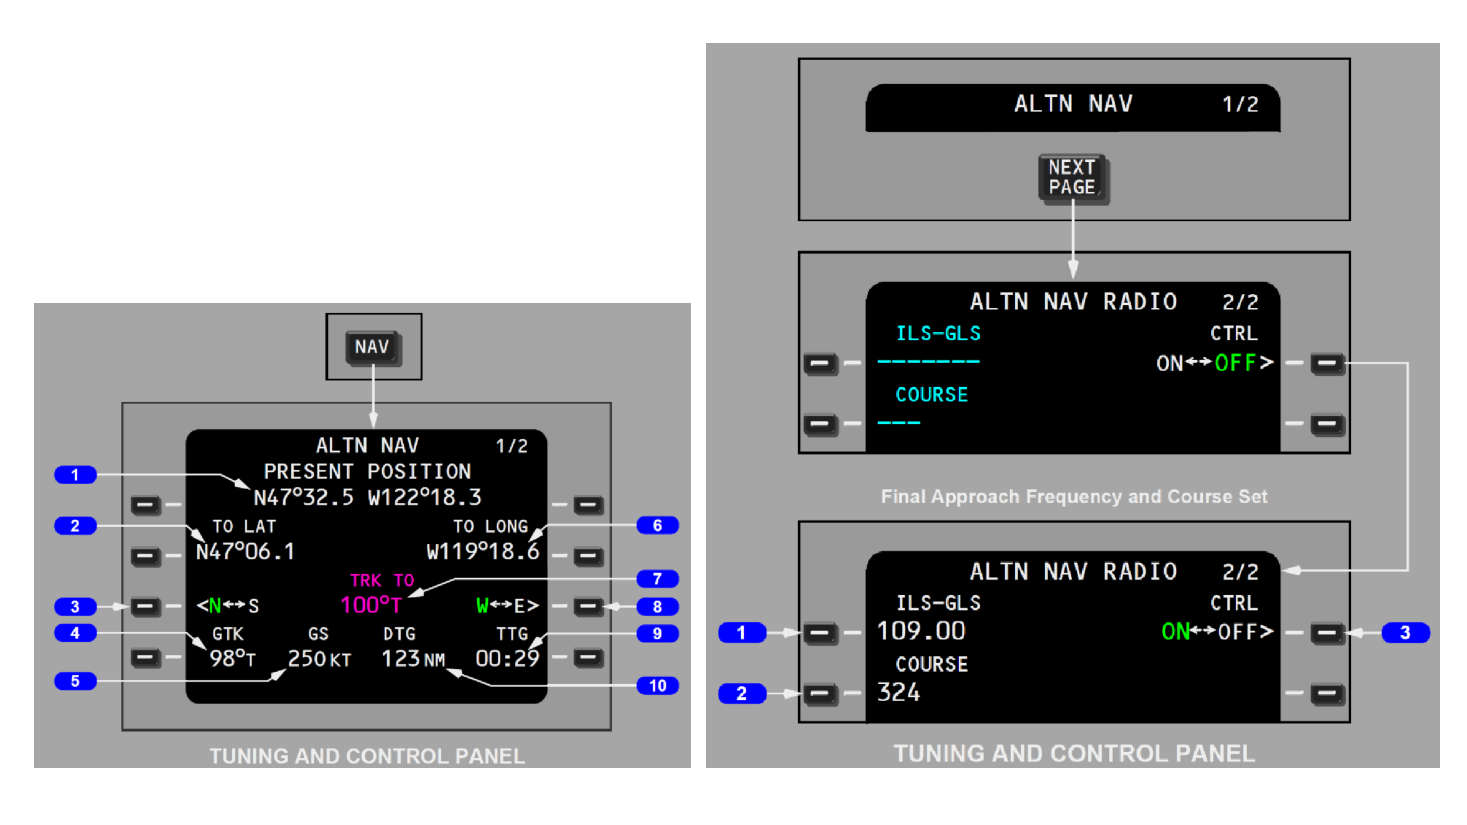 NAV
ALTN NAV 1/2
PRESENT POSITION
1
N47°32.5 W122°18.3
2
TO LAT TO LONG
6
N47°06.1 W119°18.6
TRK TO
7
3
<N↔S 100°T W↔E>
8
4
GTK GS DTG TTG
9
98°T 250KT 123NM 00:29
5
10
TUNING AND CONTROL PANEL
ALTN NAV 1/2
NEXT
PAGE
ALTN NAV RADIO 2/2
ILS-GLS CTRL
------- ON↔OFF>
COURSE
---
Final Approach Frequency and Course Set
ALTN NAV RADIO 2/2
ILS-GLS CTRL
1 109.00 ON↔OFF> 3
COURSE
2 324
TUNING AND CONTROL PANEL